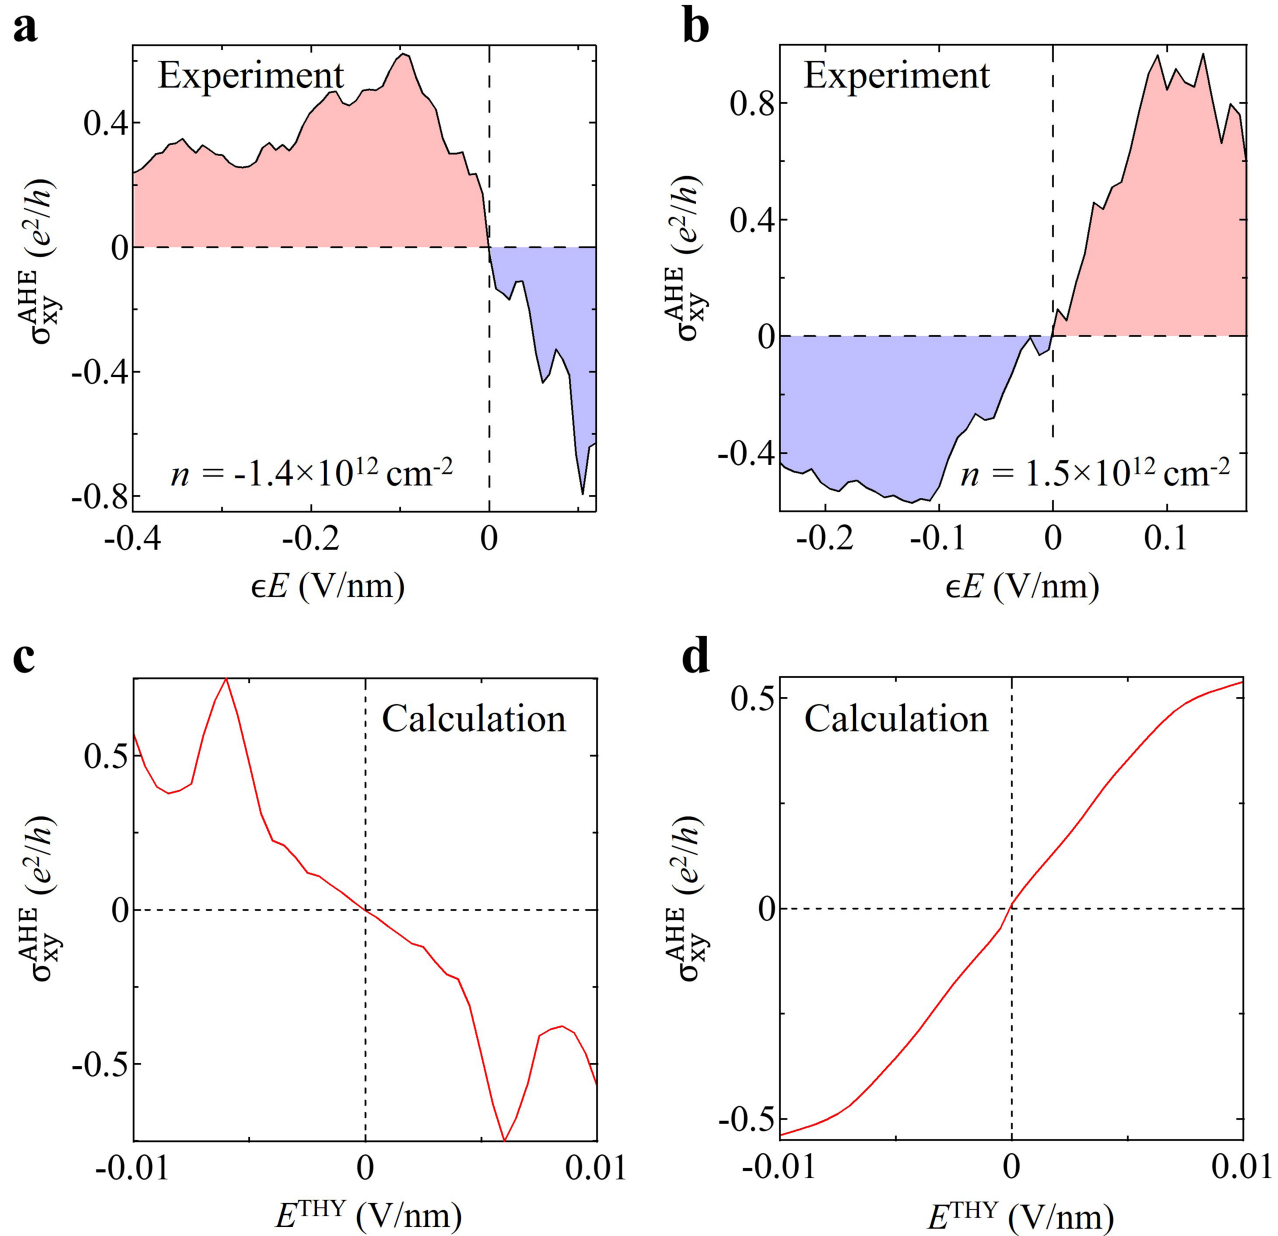 a
Experiment
0.4
0
-0.4
-0.8
σxyᴬᴴᴱ (e²/h)
n = -1.4×10¹² cm⁻²
-0.4 -0.2 0
ϵE (V/nm)
b
Experiment
0.8
0.4
0
-0.4
σxyᴬᴴᴱ (e²/h)
n = 1.5×10¹² cm⁻²
-0.2 -0.1 0 0.1
ϵE (V/nm)
c
Calculation
0.5
0
-0.5
σxyᴬᴴᴱ (e²/h)
-0.01 0 0.01
Eᵀᴴʸ (V/nm)
d
Calculation
0.5
0
-0.5
σxyᴬᴴᴱ (e²/h)
-0.01 0 0.01
Eᵀᴴʸ (V/nm)